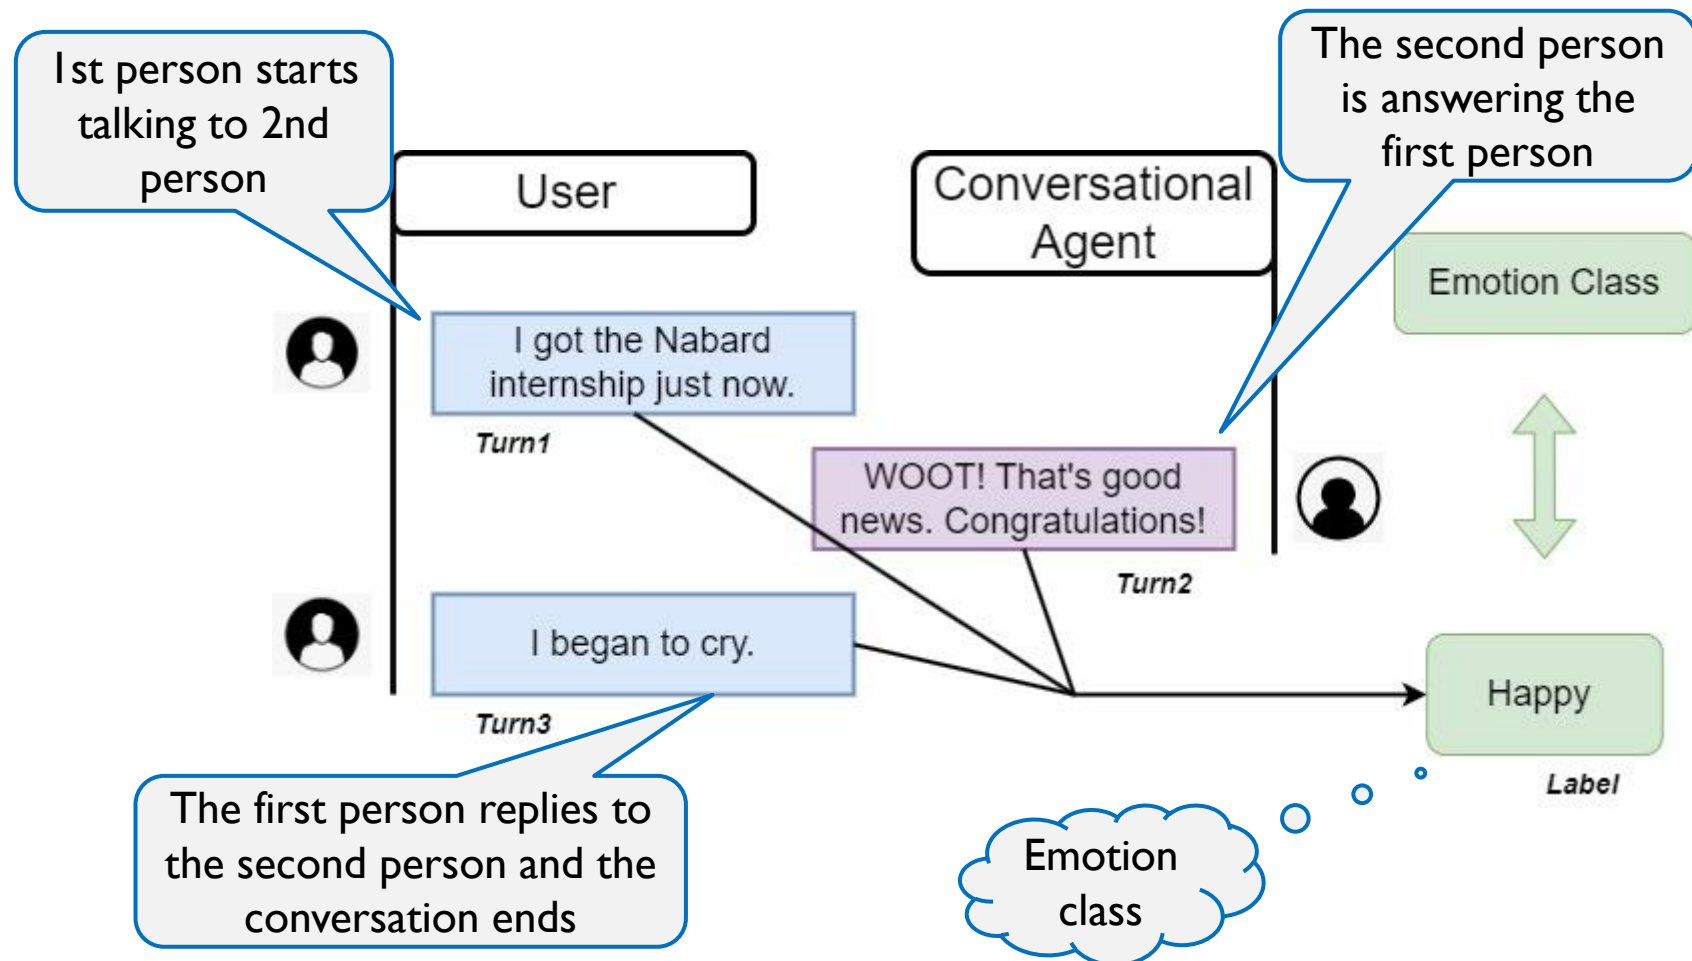 1st person starts
talking to 2nd
person
The second person
is answering the
first person
User
Conversational
Agent
Emotion Class
I got the Nabard
internship just now.
Turn1
WOOT! That's good
news. Congratulations!
Turn2
I began to cry.
Turn3
Happy
Label
The first person replies to
the second person and the
conversation ends
Emotion
class